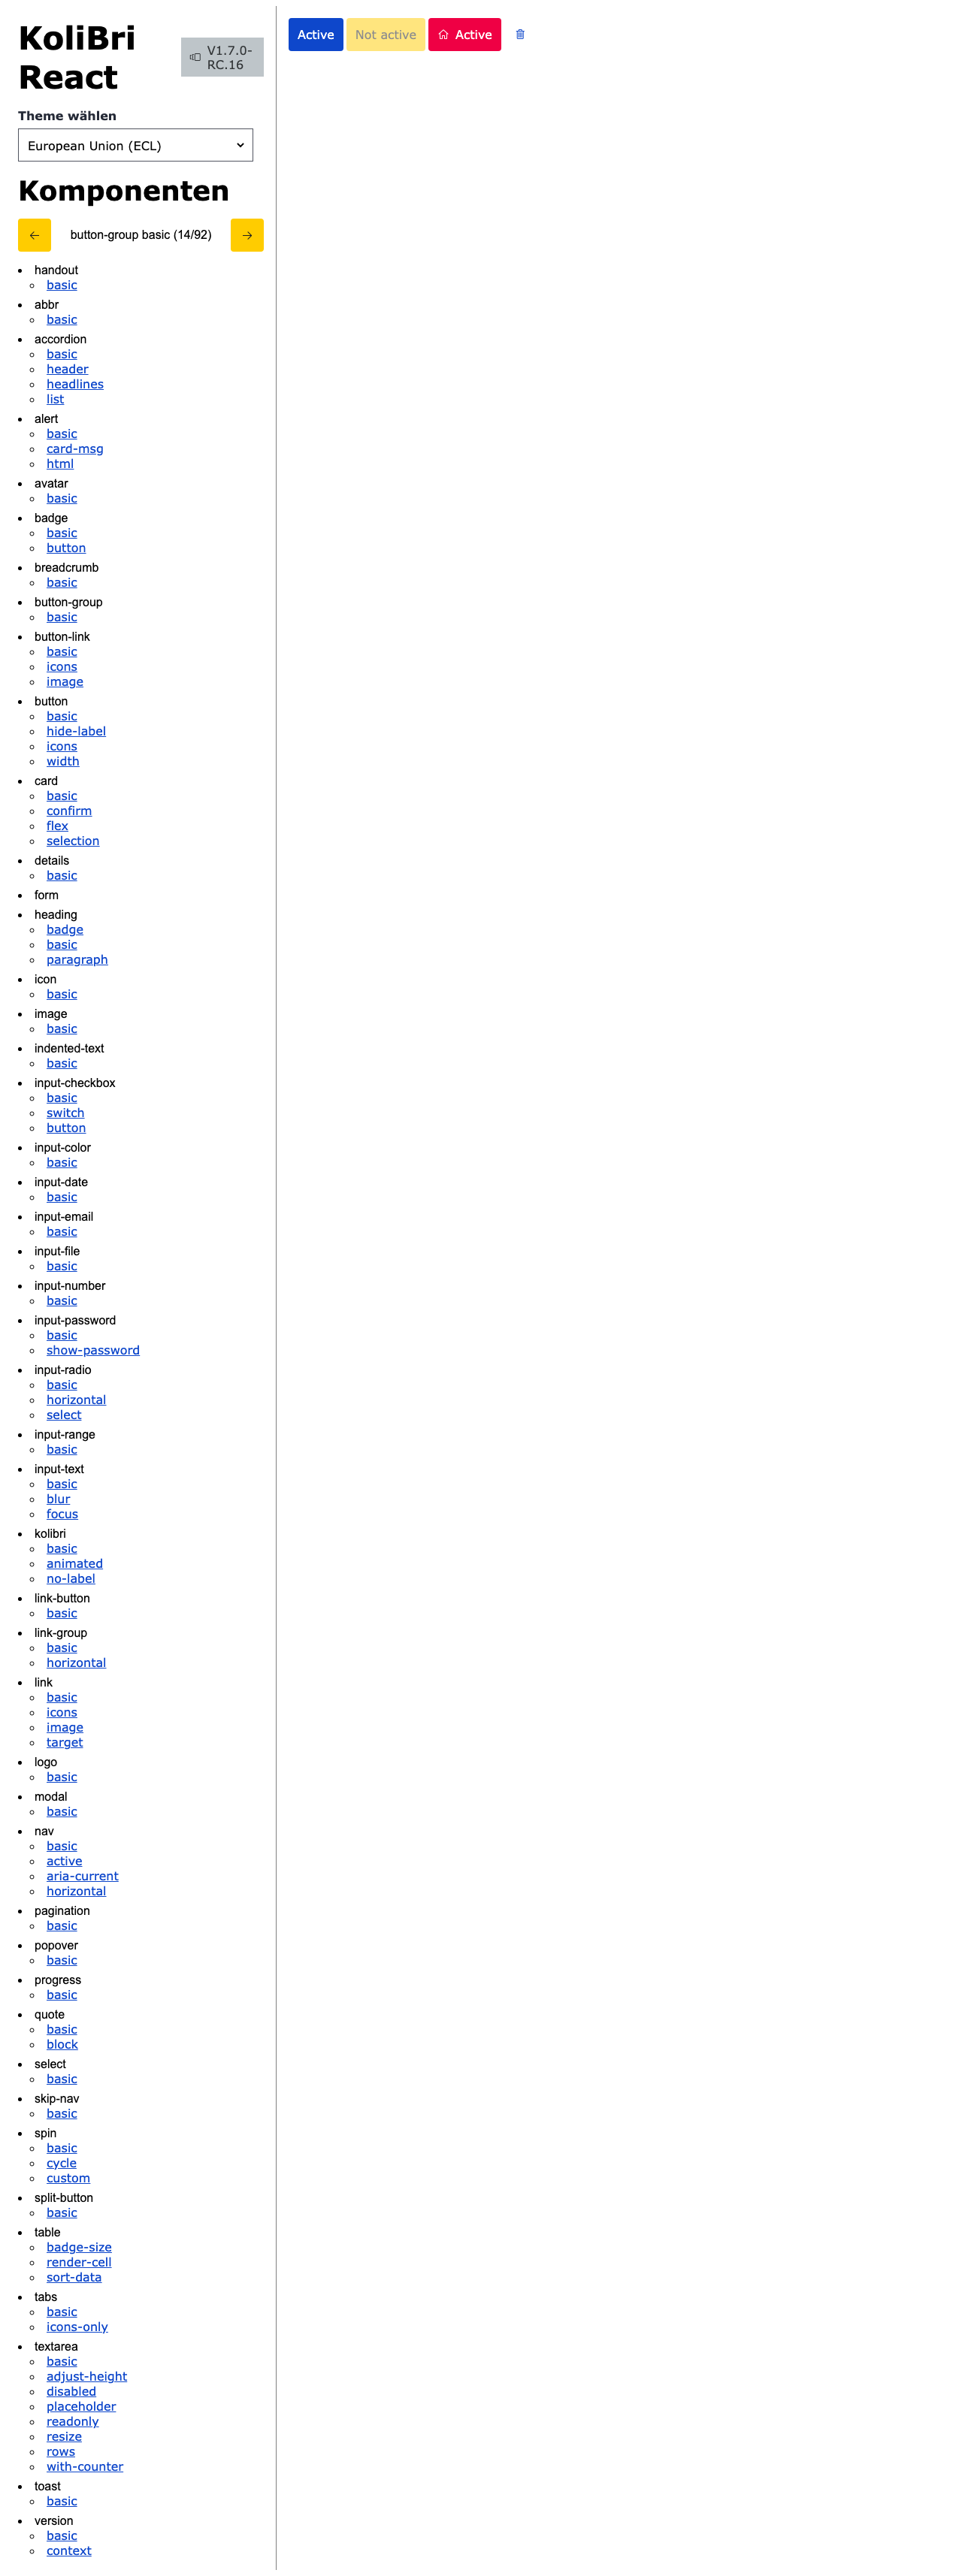 KoliBri
React
V1.7.0-
RC.16
Theme wählen
European Union (ECL)
Komponenten
button-group basic (14/92)
handout
basic
abbr
basic
accordion
basic
header
headlines
list
alert
basic
card-msg
html
avatar
basic
badge
basic
button
breadcrumb
basic
button-group
basic
button-link
basic
icons
image
button
basic
hide-label
icons
width
card
basic
confirm
flex
selection
details
basic
form
heading
badge
basic
paragraph
icon
basic
image
basic
indented-text
basic
input-checkbox
basic
switch
button
input-color
basic
input-date
basic
input-email
basic
input-file
basic
input-number
basic
input-password
basic
show-password
input-radio
basic
horizontal
select
input-range
basic
input-text
basic
blur
focus
kolibri
basic
animated
no-label
link-button
basic
link-group
basic
horizontal
link
basic
icons
image
target
logo
basic
modal
basic
nav
basic
active
aria-current
horizontal
pagination
basic
popover
basic
progress
basic
quote
basic
block
select
basic
skip-nav
basic
spin
basic
cycle
custom
split-button
basic
table
badge-size
render-cell
sort-data
tabs
basic
icons-only
textarea
basic
adjust-height
disabled
placeholder
readonly
resize
rows
with-counter
toast
basic
version
basic
context
Active Not active Active